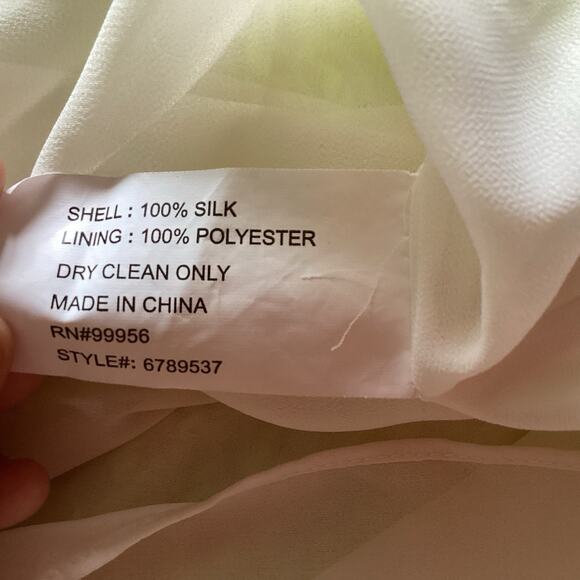 SHELL : 100% SILK
LINING : 100% POLYESTER
DRY CLEAN ONLY
MADE IN CHINA
RN#99956
STYLE#: 6789537